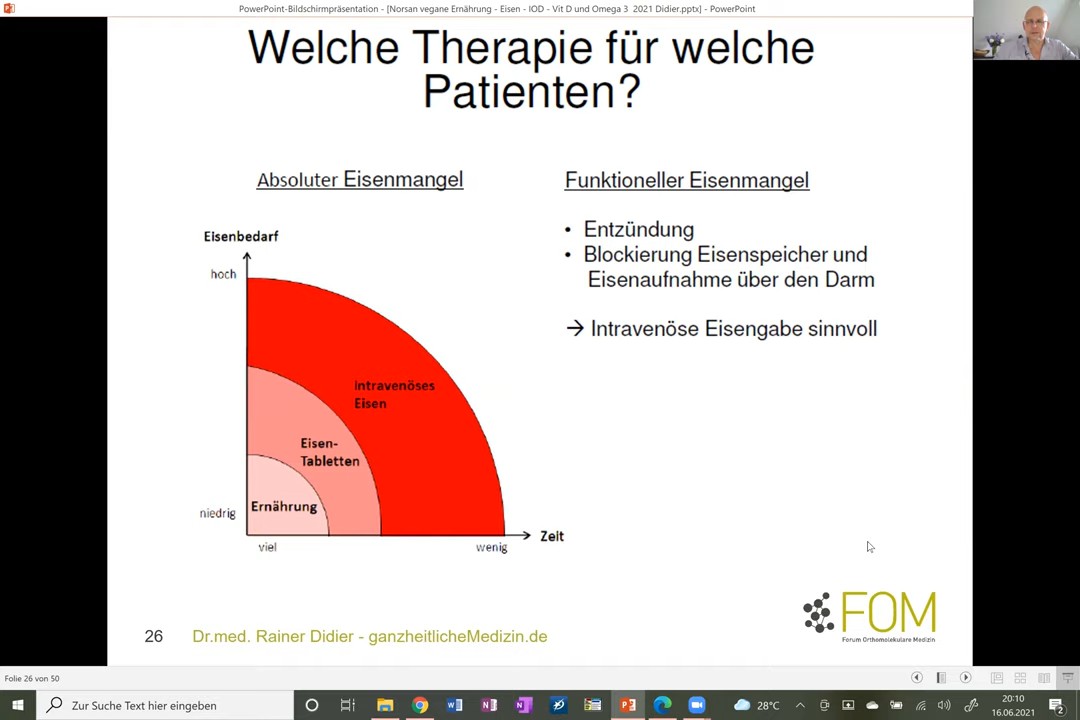 PowerPoint-Bildschirmpräsentation - [Norsan vegane Ernährung - Eisen - IOD - Vit D und Omega 3 2021 Didier.pptx] - PowerPoint
Welche Therapie für welche
Patienten?
Absoluter Eisenmangel
Eisenbedarf
hoch
Intravenöses
Eisen
Eisen-
Tabletten
Ernährung
niedrig
viel
wenig
Zeit
Funktioneller Eisenmangel
• Entzündung
• Blockierung Eisenspeicher und
Eisenaufnahme über den Darm
→ Intravenöse Eisengabe sinnvoll
FOM
Forum Orthomolekulare Medizin
26
Dr.med. Rainer Didier - ganzheitlicheMedizin.de
Folie 26 von 50
Zur Suche Text hier eingeben
28°C
20:10
16.06.2021
2